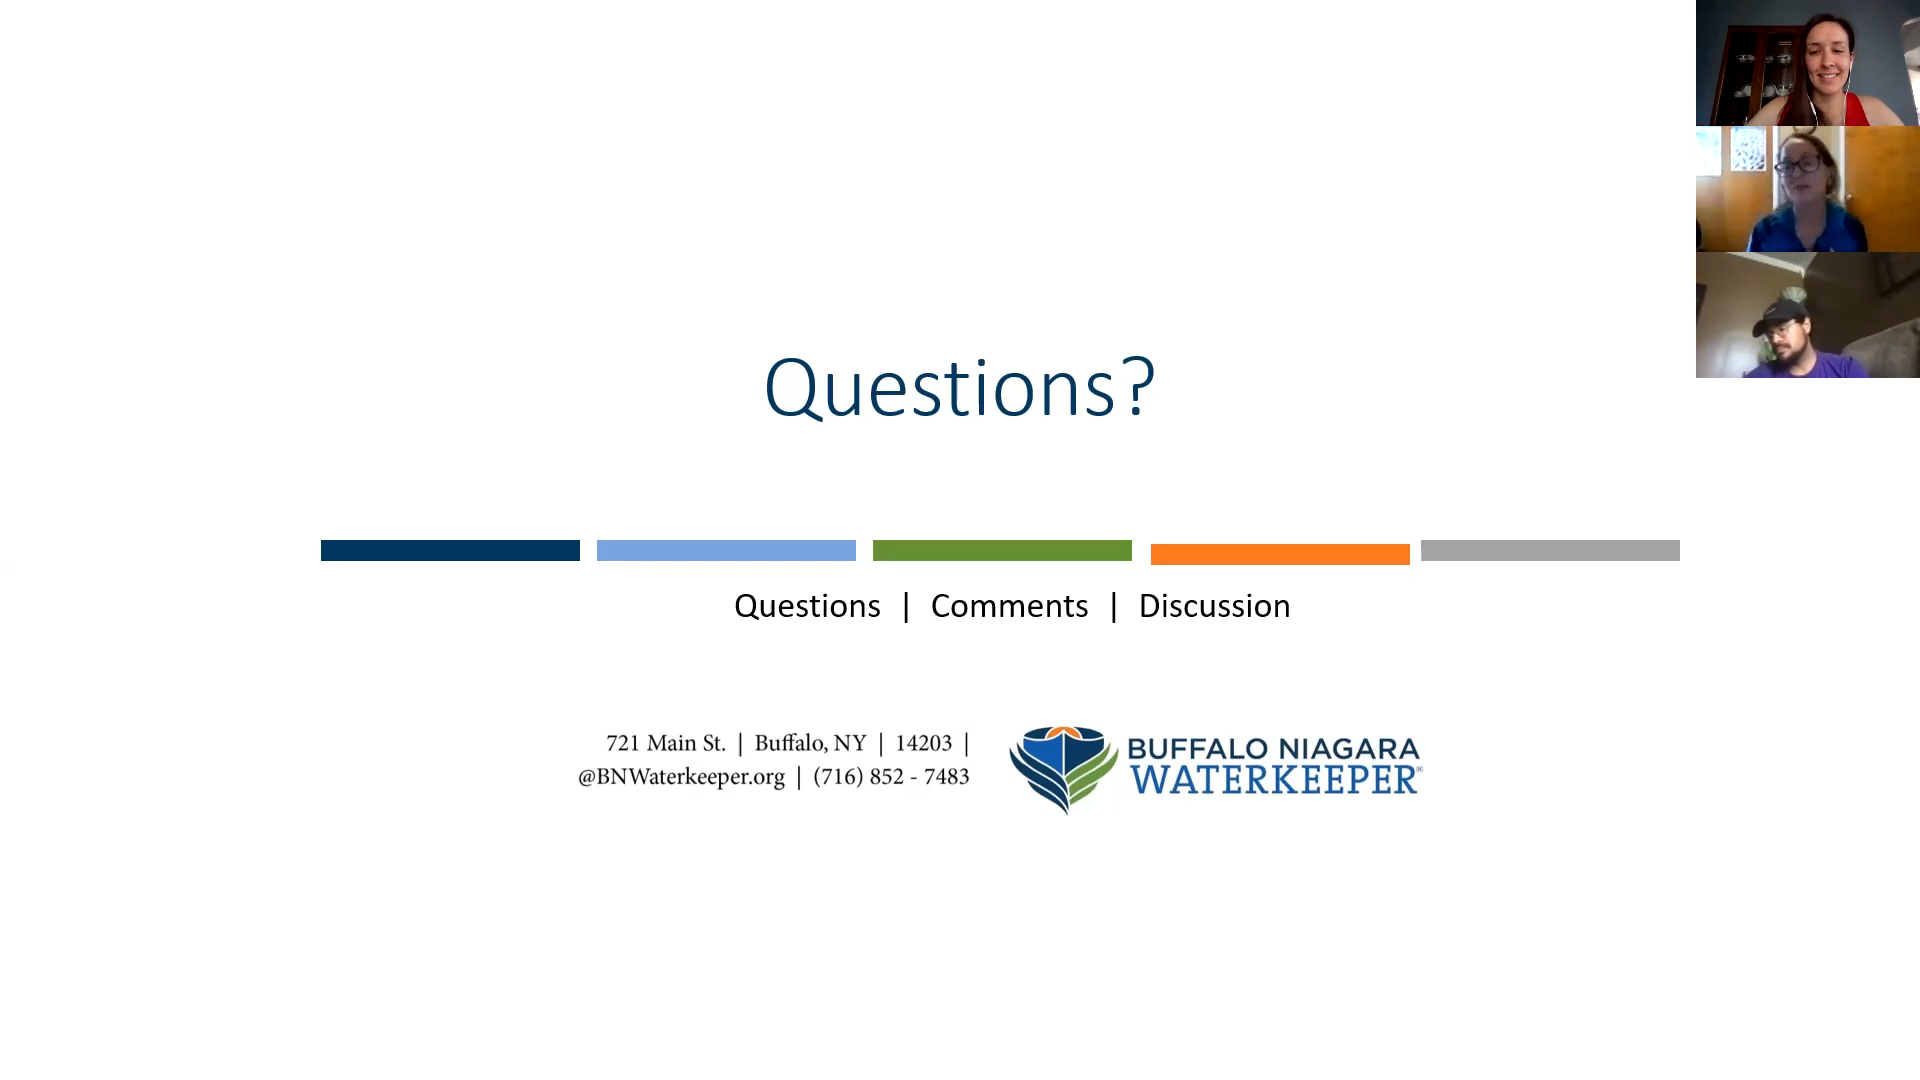 Questions?
Questions | Comments | Discussion
721 Main St. | Buffalo, NY | 14203 |
@BNWaterkeeper.org | (716) 852 - 7483
BUFFALO NIAGARA
WATERKEEPER®